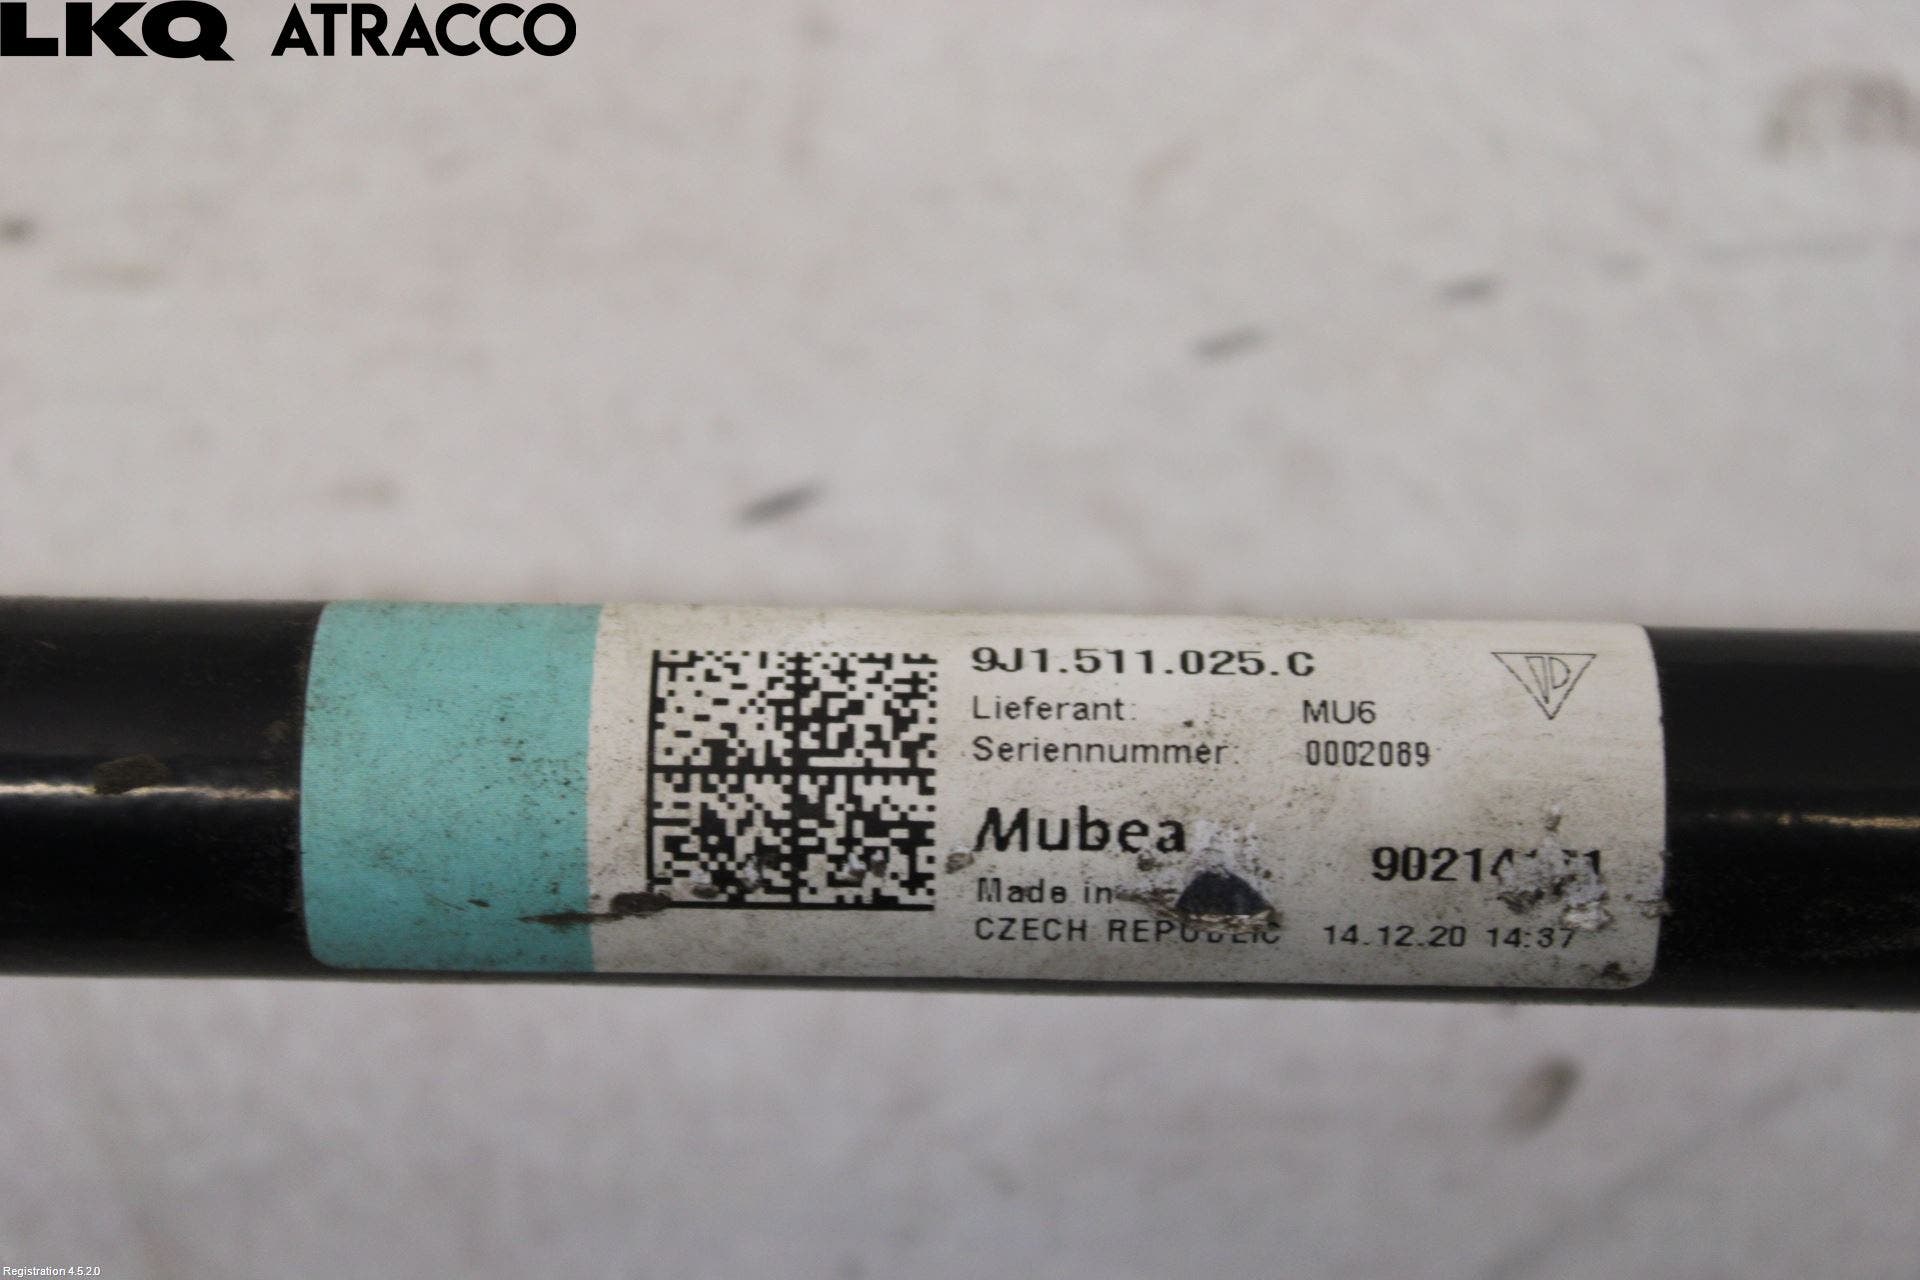 LKQ ATRACCO
9J1.511.025.C
Lieferant: MU6
Seriennummer: 0002089
Mubea
Made in
CZECH REPUBLIC 14.12.20 14:37
Registration 4.5.2.0